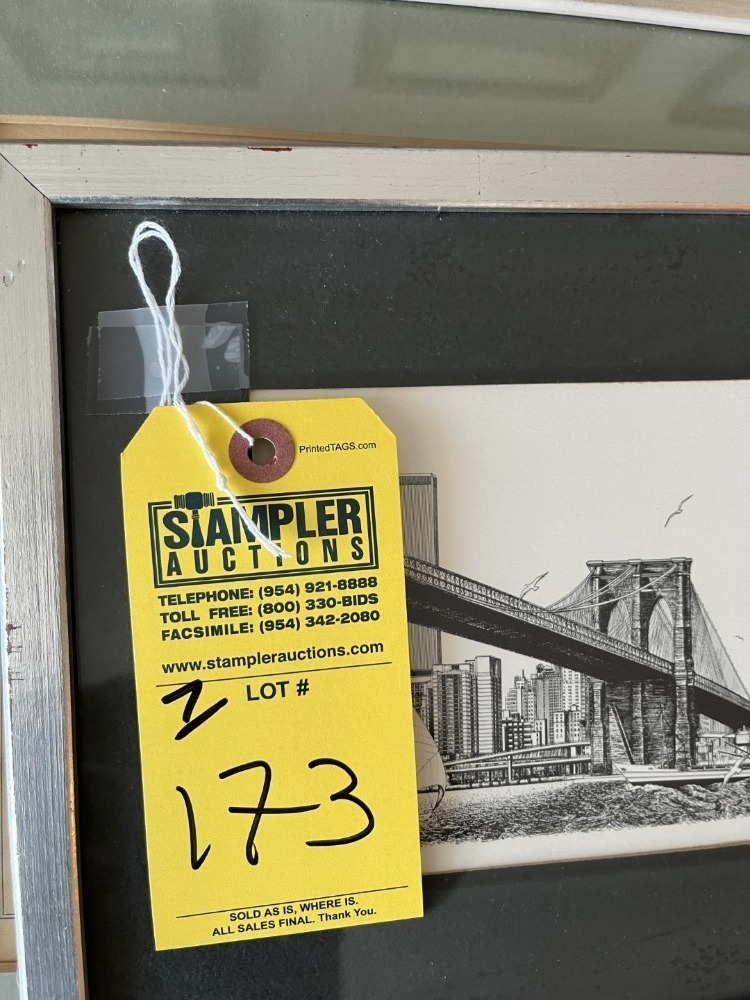 PrintedTAGS.com
STAMPLER
AUCTIONS
TELEPHONE: (954) 921-8888
TOLL FREE: (800) 330-BIDS
FACSIMILE: (954) 342-2080
www.stamplerauctions.com
LOT #
173
SOLD AS IS, WHERE IS.
ALL SALES FINAL. Thank You.